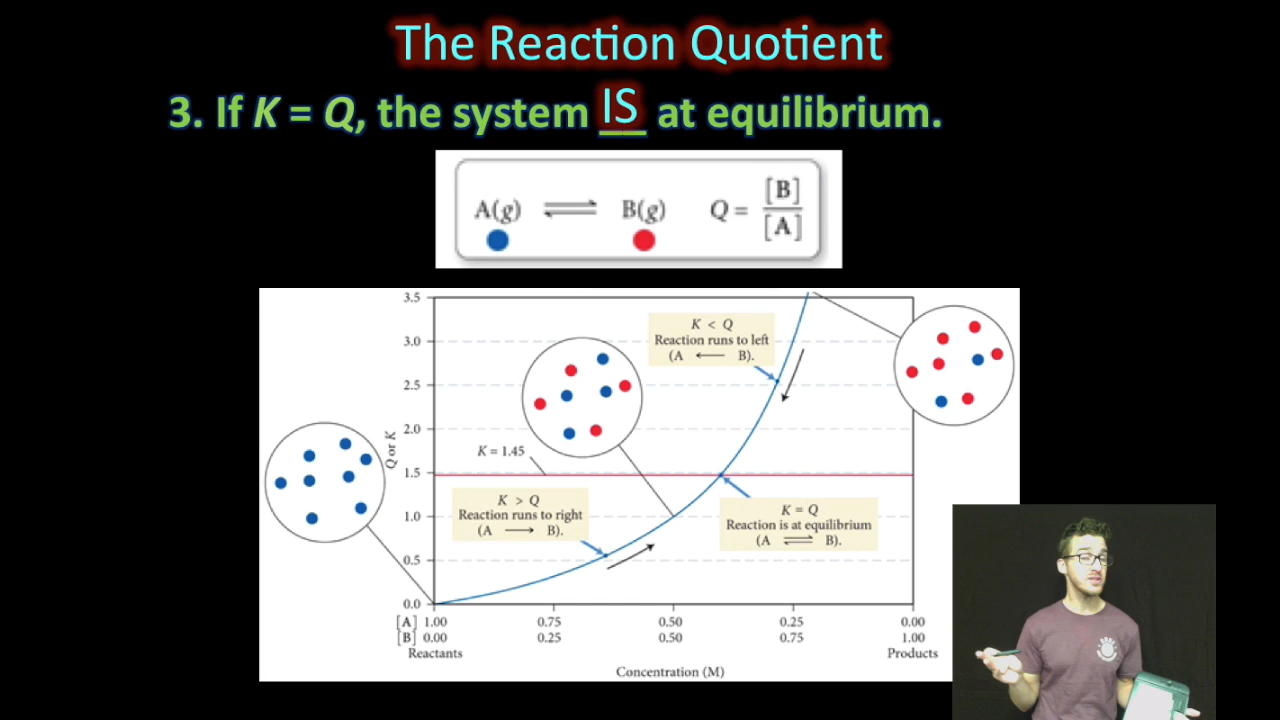 The Reaction Quotient
3. If K = Q, the system IS at equilibrium.
A(g) ⇌ B(g) Q = [B]/[A]
3.5
3.0
2.5
2.0
1.5
1.0
0.5
0.0
Q or K
K < Q
Reaction runs to left
(A ← B).
K = 1.45
K > Q
Reaction runs to right
(A → B).
K = Q
Reaction is at equilibrium
(A ⇌ B).
[A] 1.00 0.75 0.50 0.25 0.00
[B] 0.00 0.25 0.50 0.75 1.00
Reactants Products
Concentration (M)